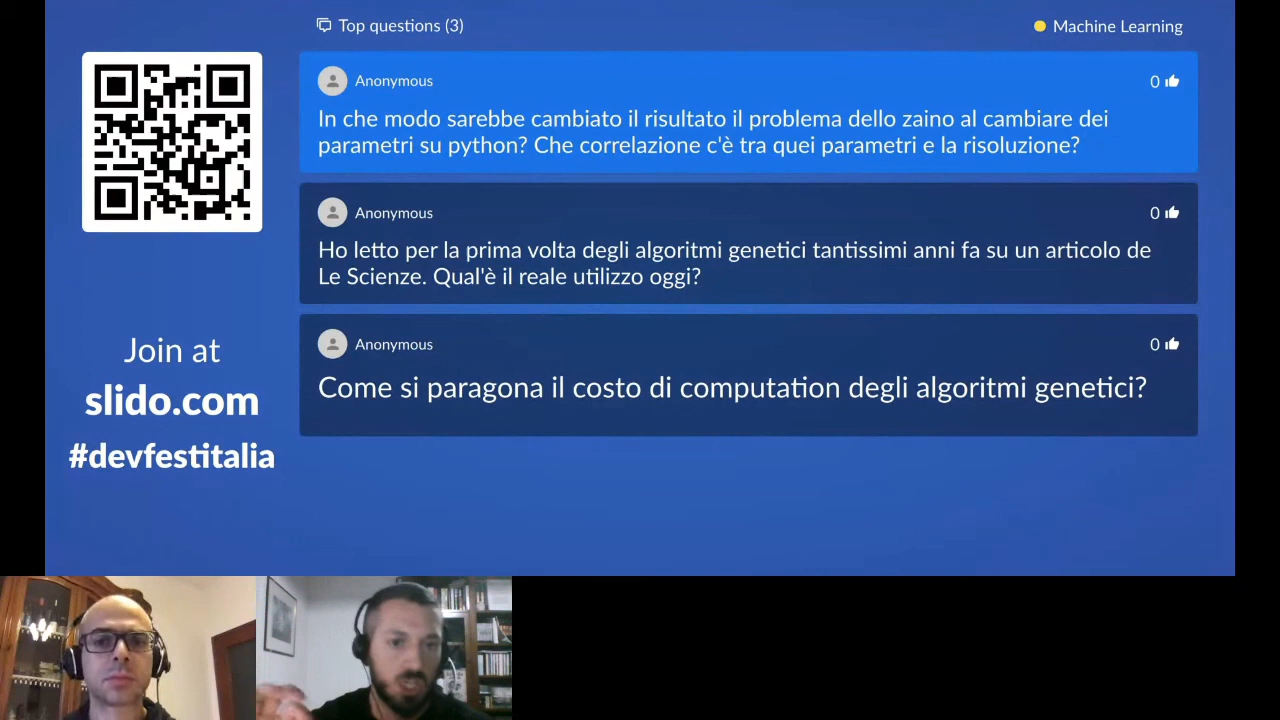 Top questions (3)
Machine Learning
Anonymous
0
In che modo sarebbe cambiato il risultato il problema dello zaino al cambiare dei
parametri su python? Che correlazione c'è tra quei parametri e la risoluzione?
Anonymous
0
Ho letto per la prima volta degli algoritmi genetici tantissimi anni fa su un articolo de
Le Scienze. Qual'è il reale utilizzo oggi?
Anonymous
0
Come si paragona il costo di computation degli algoritmi genetici?
Join at
slido.com
#devfestitalia